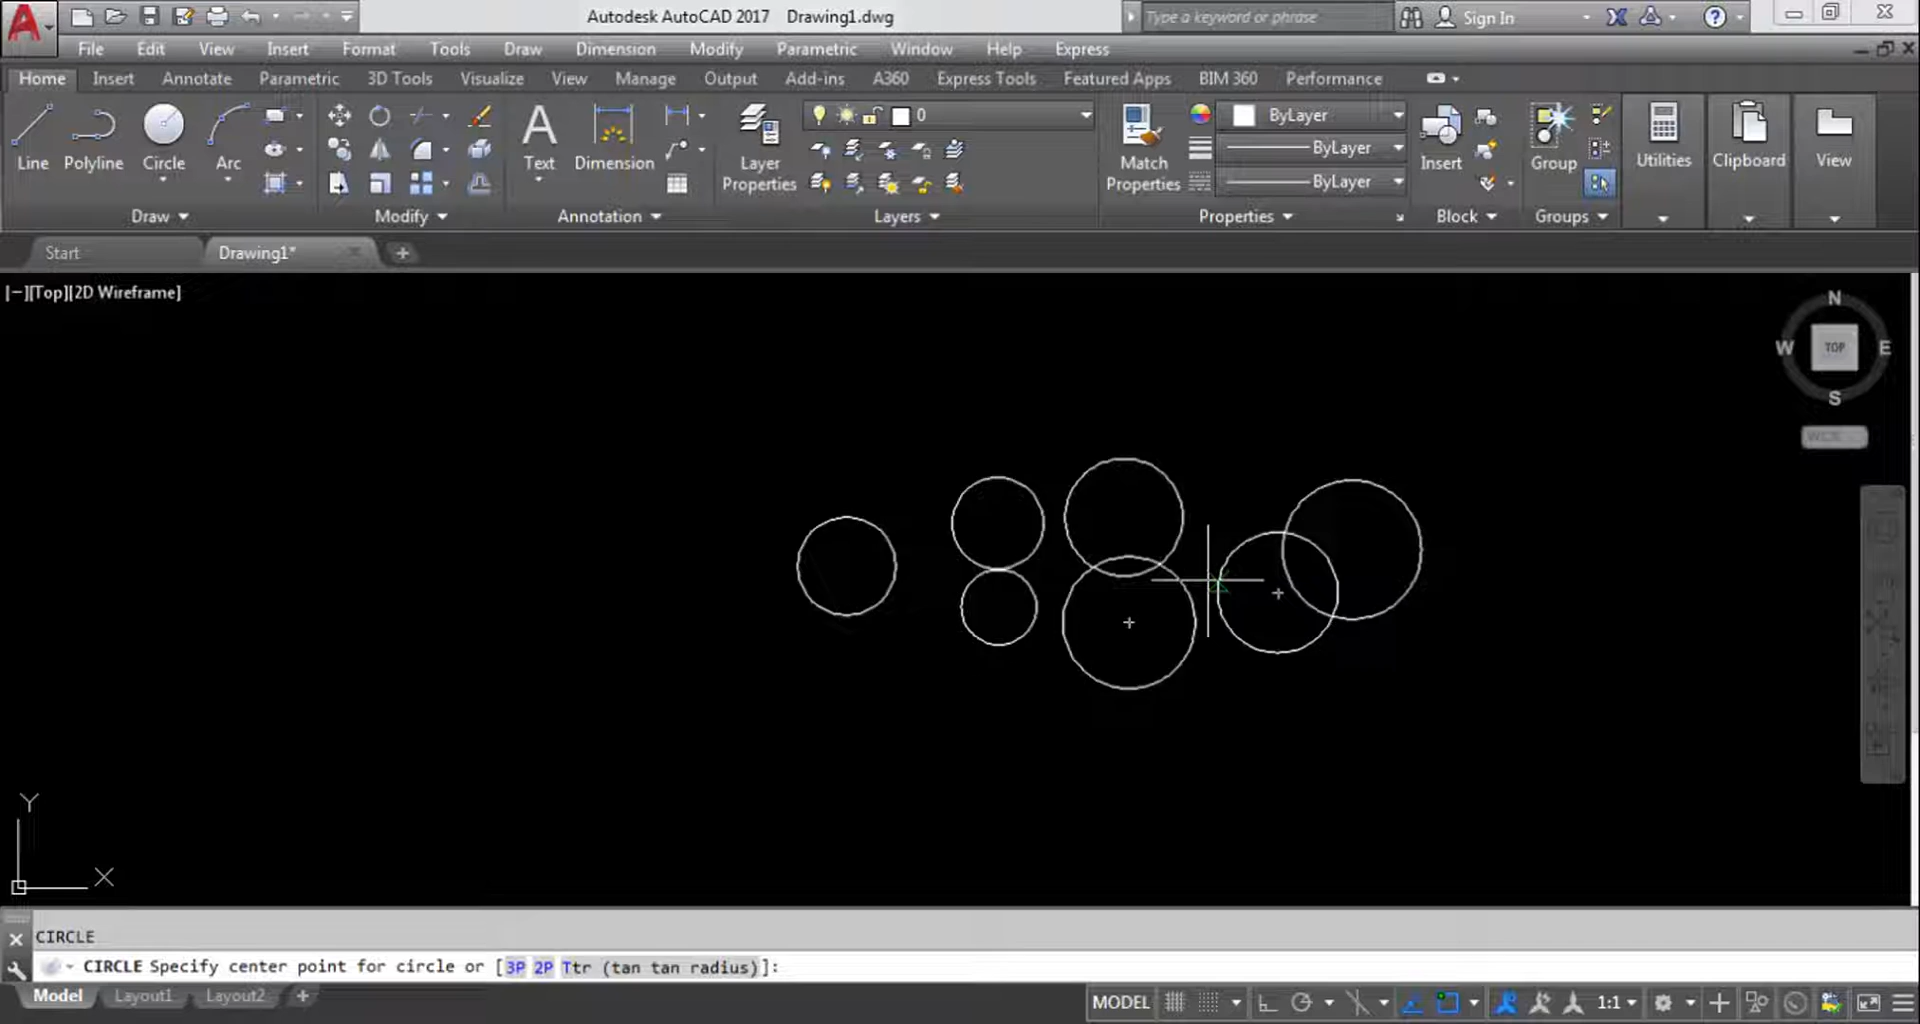 Autodesk AutoCAD 2017 Drawing1.dwg
Type a keyword or phrase
Sign In
File Edit View Insert Format Tools Draw Dimension Modify Parametric Window Help Express
Home Insert Annotate Parametric 3D Tools Visualize View Manage Output Add-ins A360 Express Tools Featured Apps BIM 360 Performance
Line Polyline Circle Arc
Text Dimension
Layer Properties
0
Match Properties
ByLayer
ByLayer
ByLayer
Insert
Group
Utilities
Clipboard
View
Draw Modify Annotation Layers Properties Block Groups
Start Drawing1*
[−][Top][2D Wireframe]
N
W TOP E
S
Y
X
CIRCLE
CIRCLE Specify center point for circle or [3P 2P Ttr (tan tan radius)]:
Model Layout1 Layout2
MODEL 1:1